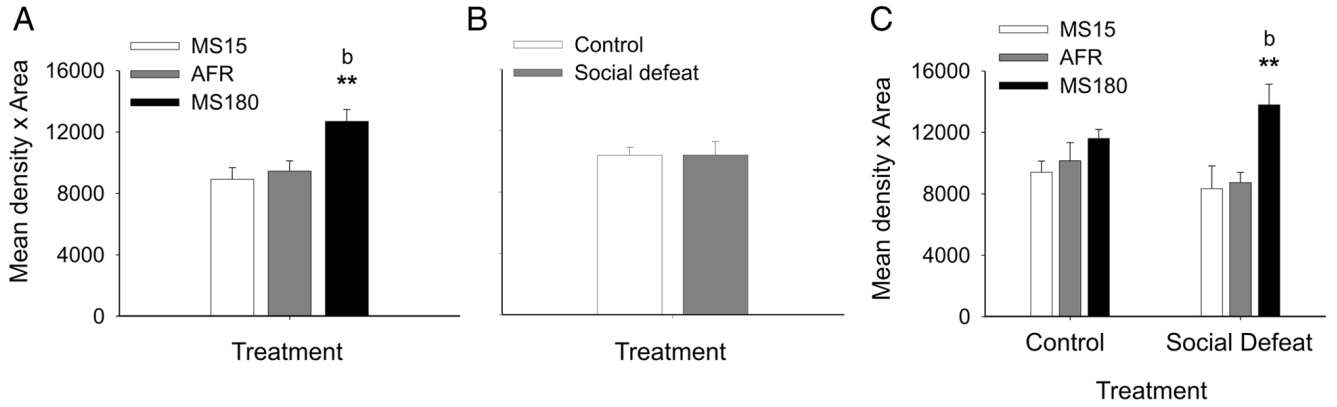 A
MS15
AFR
MS180
b
**
Mean density x Area
16000
12000
8000
4000
0
Treatment
B
Control
Social defeat
Treatment
C
MS15
AFR
MS180
b
**
Mean density x Area
16000
12000
8000
4000
0
Control Social Defeat
Treatment